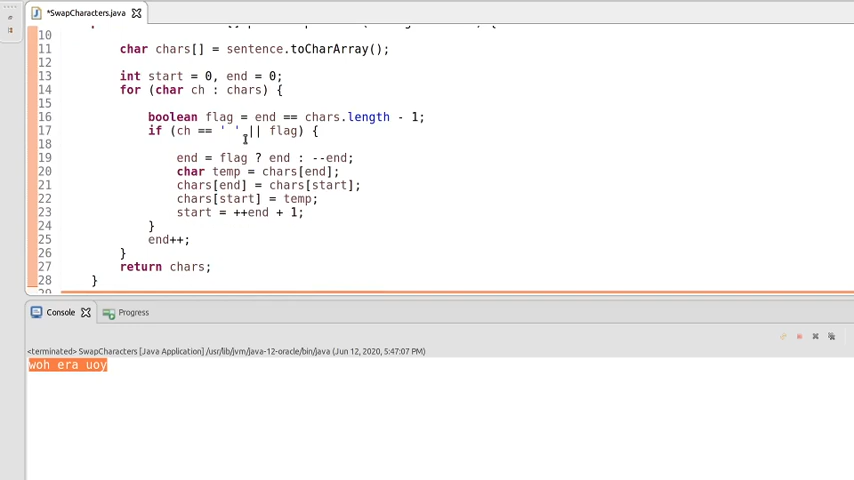 *SwapCharacters.java
10
11 char chars[] = sentence.toCharArray();
12
13 int start = 0, end = 0;
14 for (char ch : chars) {
15
16 boolean flag = end == chars.length - 1;
17 if (ch == ' ' || flag) {
18
19 end = flag ? end : --end;
20 char temp = chars[end];
21 chars[end] = chars[start];
22 chars[start] = temp;
23 start = ++end + 1;
24 }
25 end++;
26 }
27 return chars;
28 }
Console Progress
<terminated> SwapCharacters [Java Application] /usr/lib/jvm/java-12-oracle/bin/java (Jun 12, 2020, 5:47:07 PM)
woh era uoy